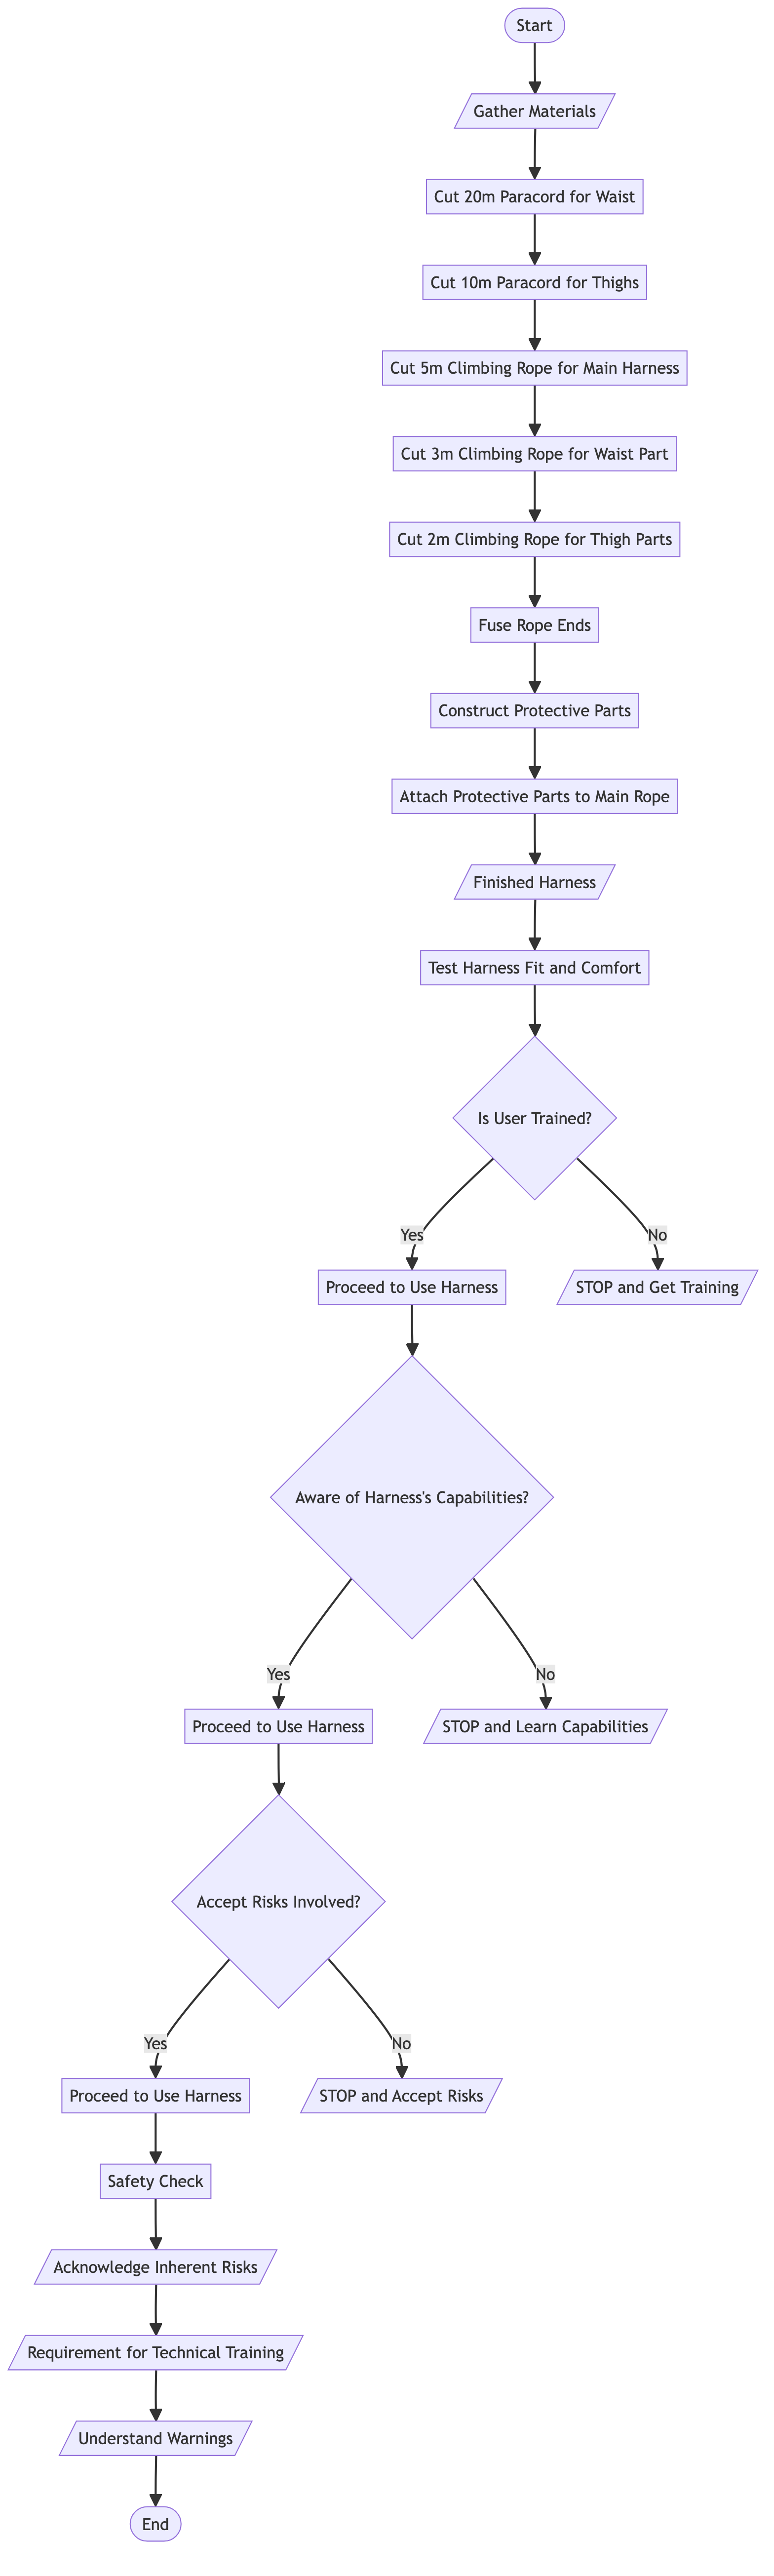 Start
Gather Materials
Cut 20m Paracord for Waist
Cut 10m Paracord for Thighs
Cut 5m Climbing Rope for Main Harness
Cut 3m Climbing Rope for Waist Part
Cut 2m Climbing Rope for Thigh Parts
Fuse Rope Ends
Construct Protective Parts
Attach Protective Parts to Main Rope
Finished Harness
Test Harness Fit and Comfort
Is User Trained?
Yes
No
Proceed to Use Harness
STOP and Get Training
Aware of Harness's Capabilities?
Yes
No
Proceed to Use Harness
STOP and Learn Capabilities
Accept Risks Involved?
Yes
No
Proceed to Use Harness
STOP and Accept Risks
Safety Check
Acknowledge Inherent Risks
Requirement for Technical Training
Understand Warnings
End